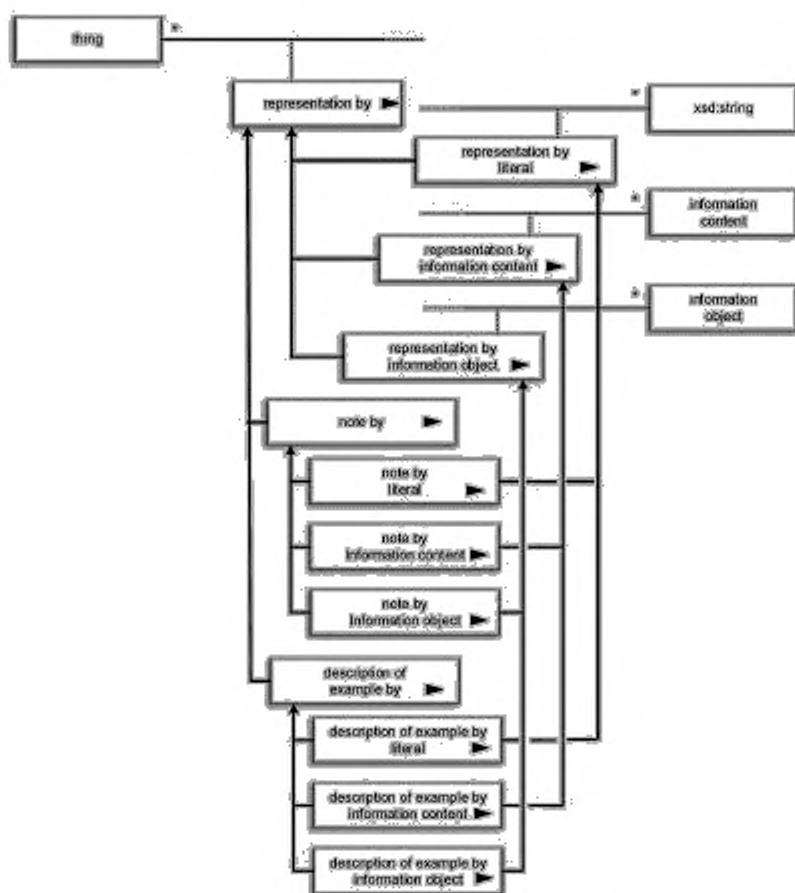 thing
*
representation by
*
xsd:string
representation by
literal
*
information
content
representation by
information content
*
information
object
representation by
information object
note by
note by
literal
note by
Information content
note by
Information object
description of
example by
description of example by
literal
description of example by
information content
description of example by
information object